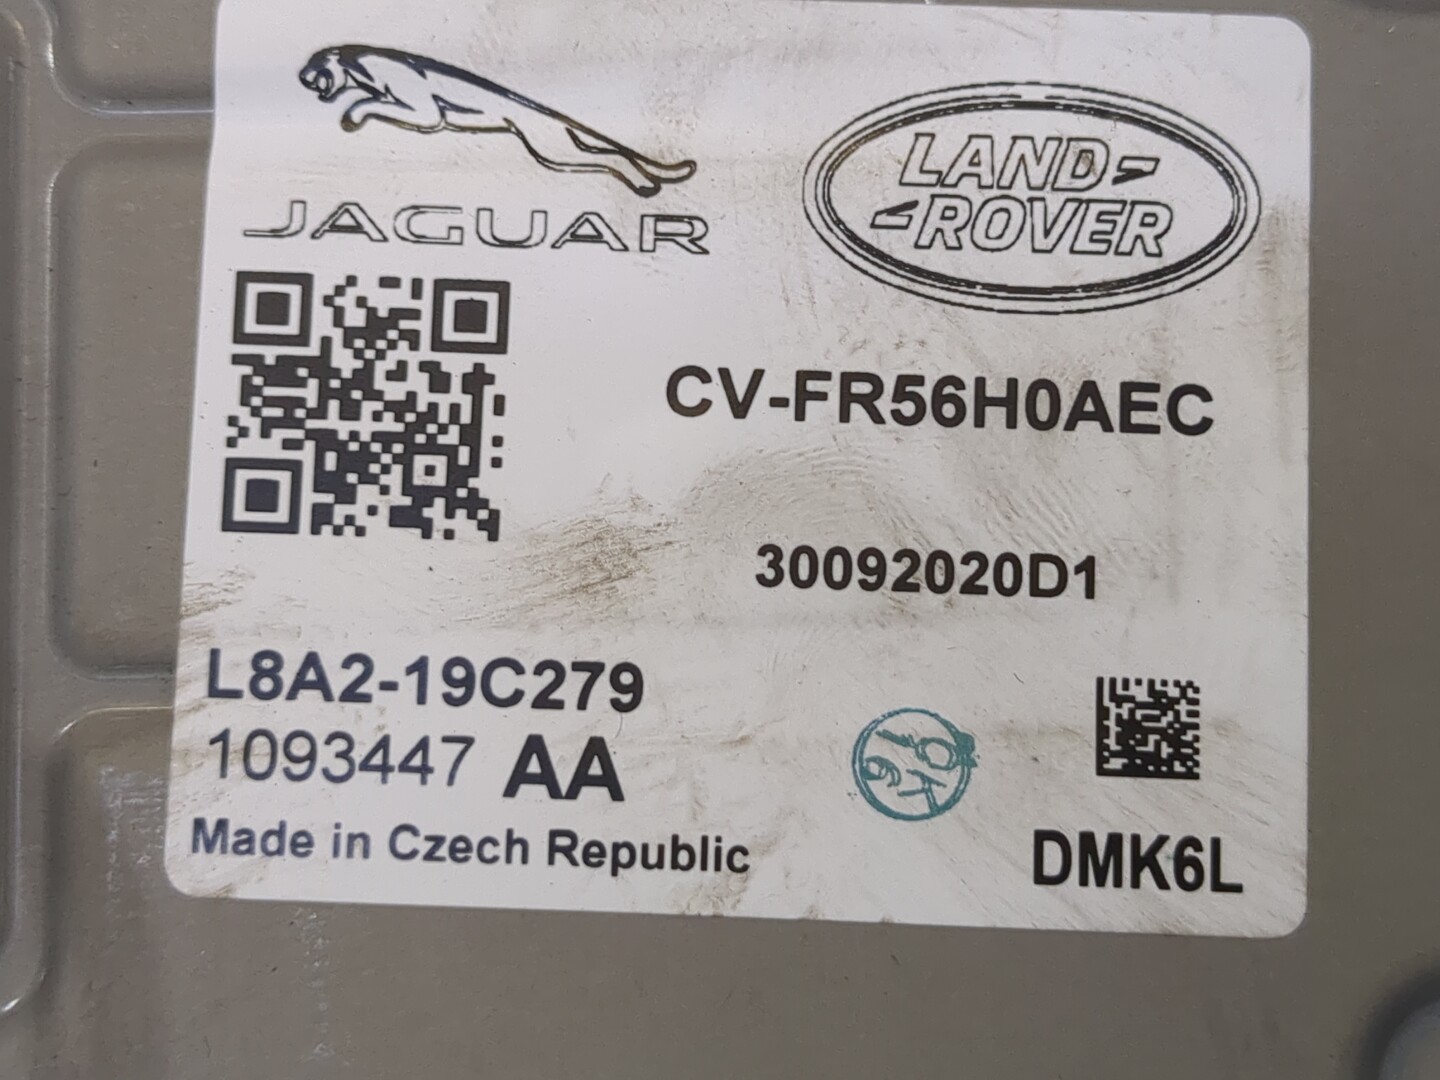 JAGUAR
LAND
ROVER
CV-FR56H0AEC
30092020D1
L8A2-19C279
1093447 AA
Made in Czech Republic
DMK6L